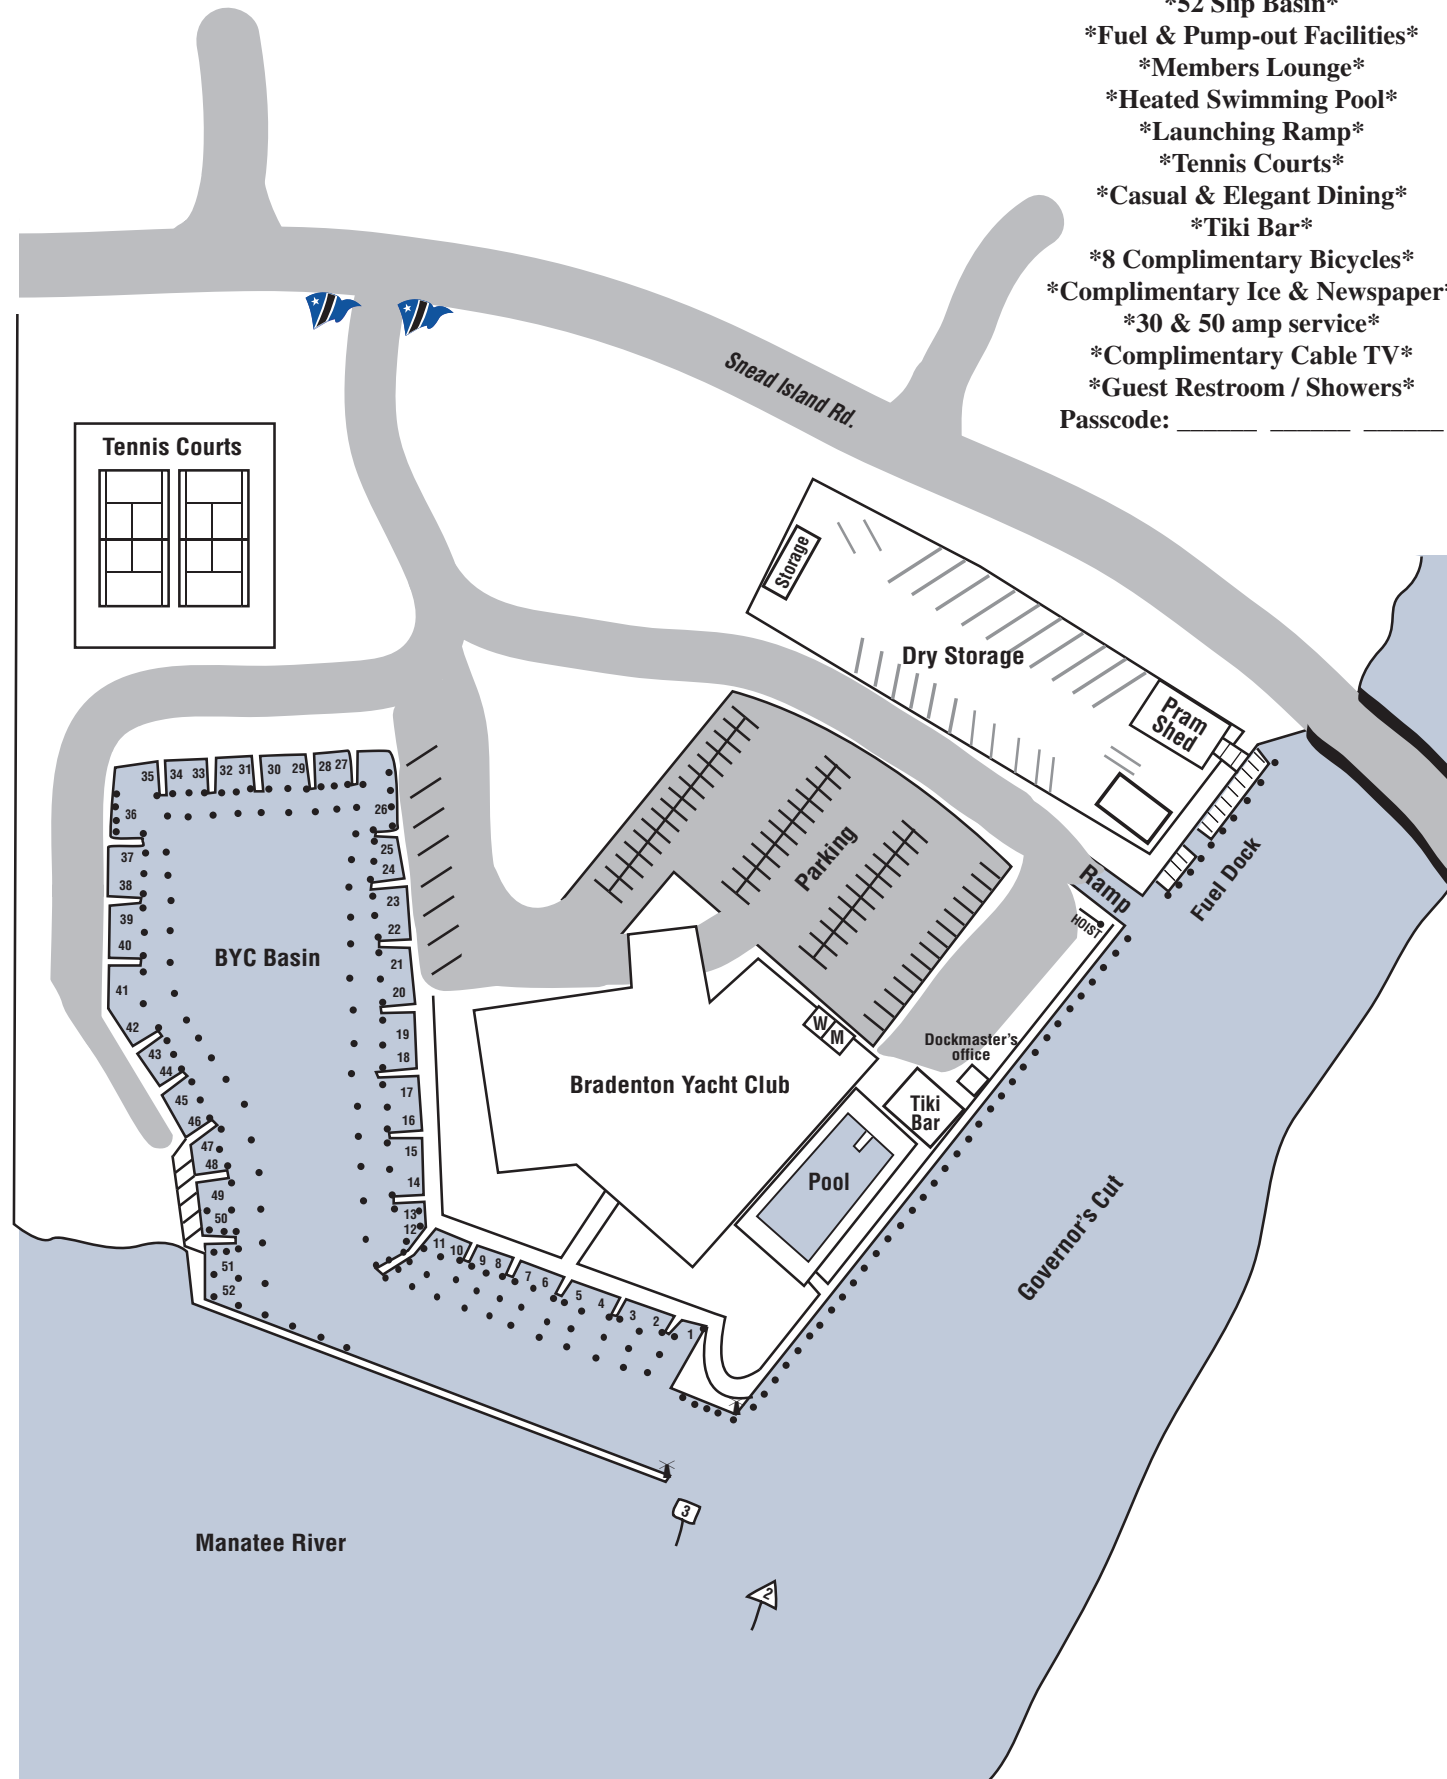 *52 Slip Basin*
*Fuel & Pump-out Facilities*
*Members Lounge*
*Heated Swimming Pool*
*Launching Ramp*
*Tennis Courts*
*Casual & Elegant Dining*
*Tiki Bar*
*8 Complimentary Bicycles*
*Complimentary Ice & Newspaper*
*30 & 50 amp service*
*Complimentary Cable TV*
*Guest Restroom / Showers*
Passcode: ______ ______ ______
Snead Island Rd.
Tennis Courts
Storage
Dry Storage
Pram
Shed
Parking
Ramp
HOIST
Fuel Dock
35 34 33 32 31 30 29 28 27
36
26
37
25
38
24
39
23
40
22
BYC Basin
41
21
20
42
19
43
18
44
17
45
16
46
15
47
14
48
13
49
12
50
11 10 9 8 7 6 5 4 3 2 1
51
52
W
M
Dockmaster's
office
Bradenton Yacht Club
Tiki
Bar
Pool
Governor's Cut
3
Manatee River
2